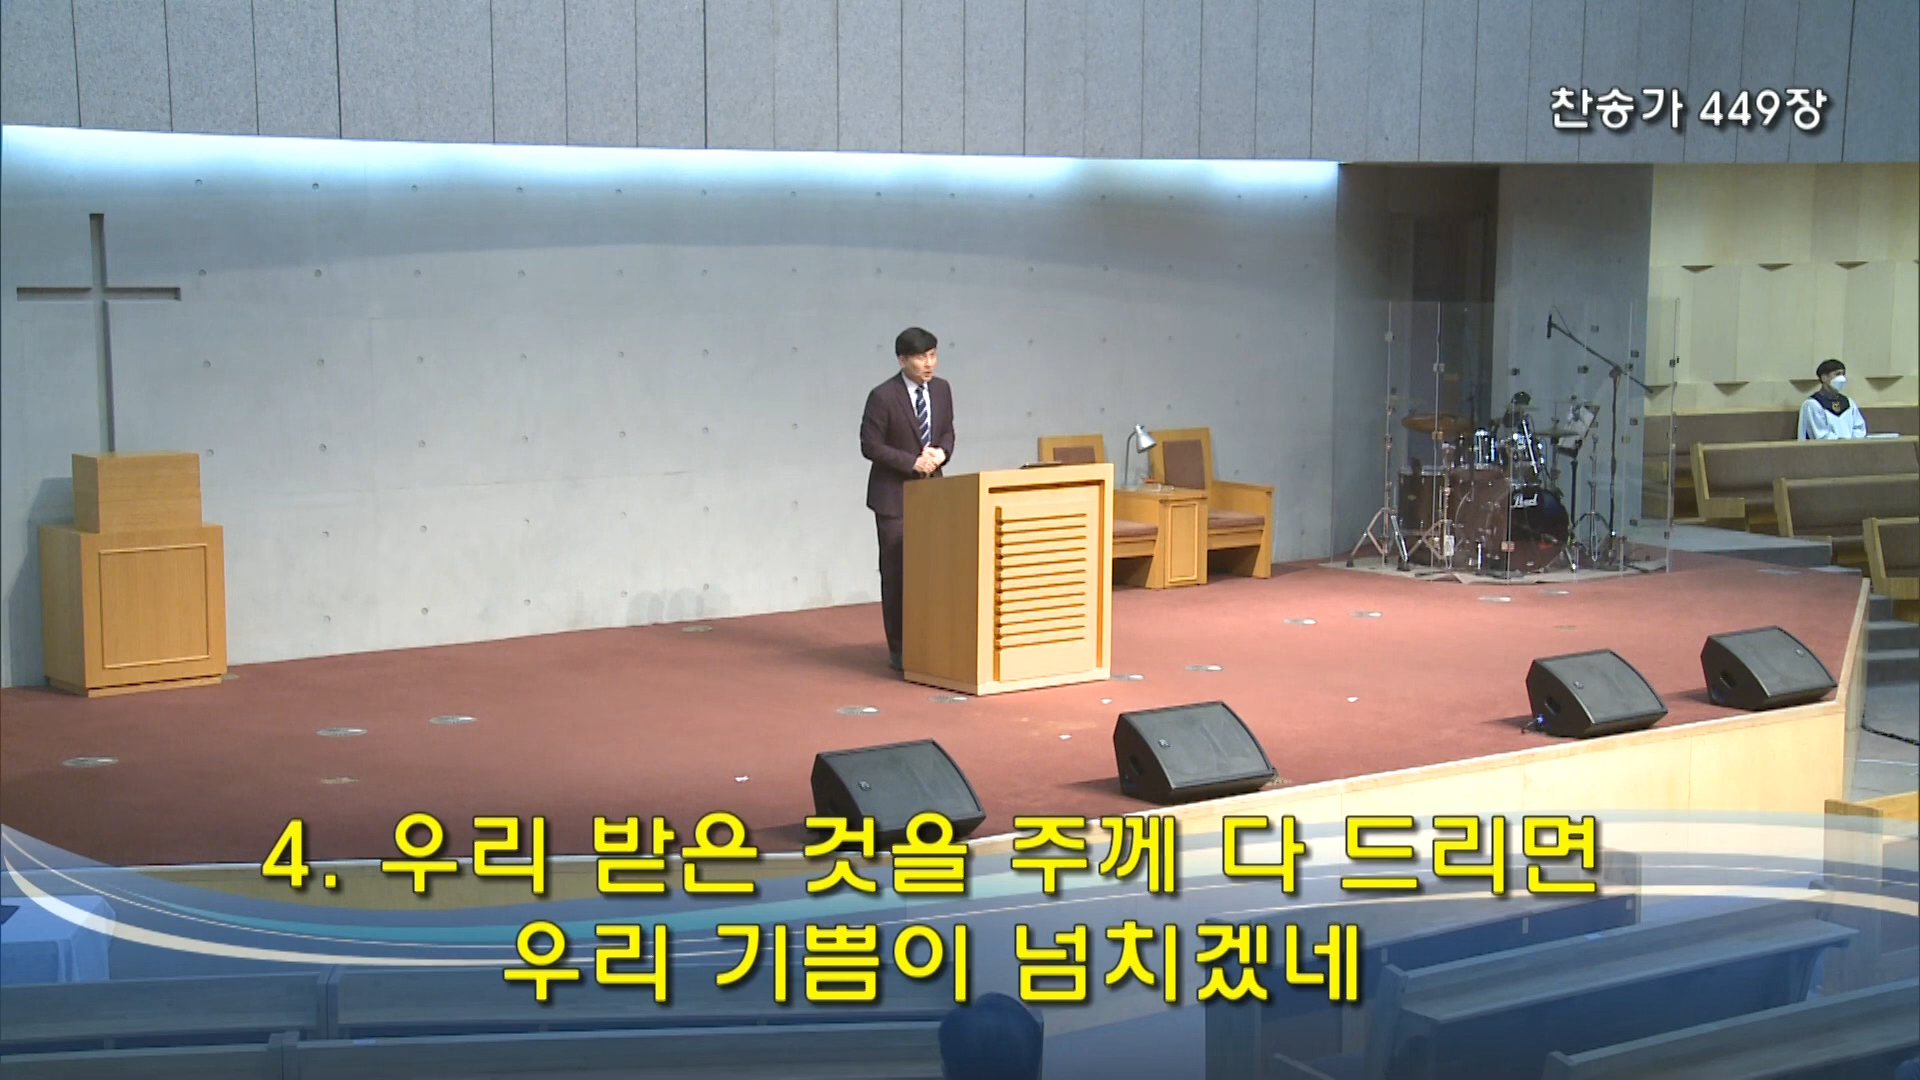 찬송가 449장
Pearl
4. 우리 받은 것을 주께 다 드리면
우리 기쁨이 넘치겠네